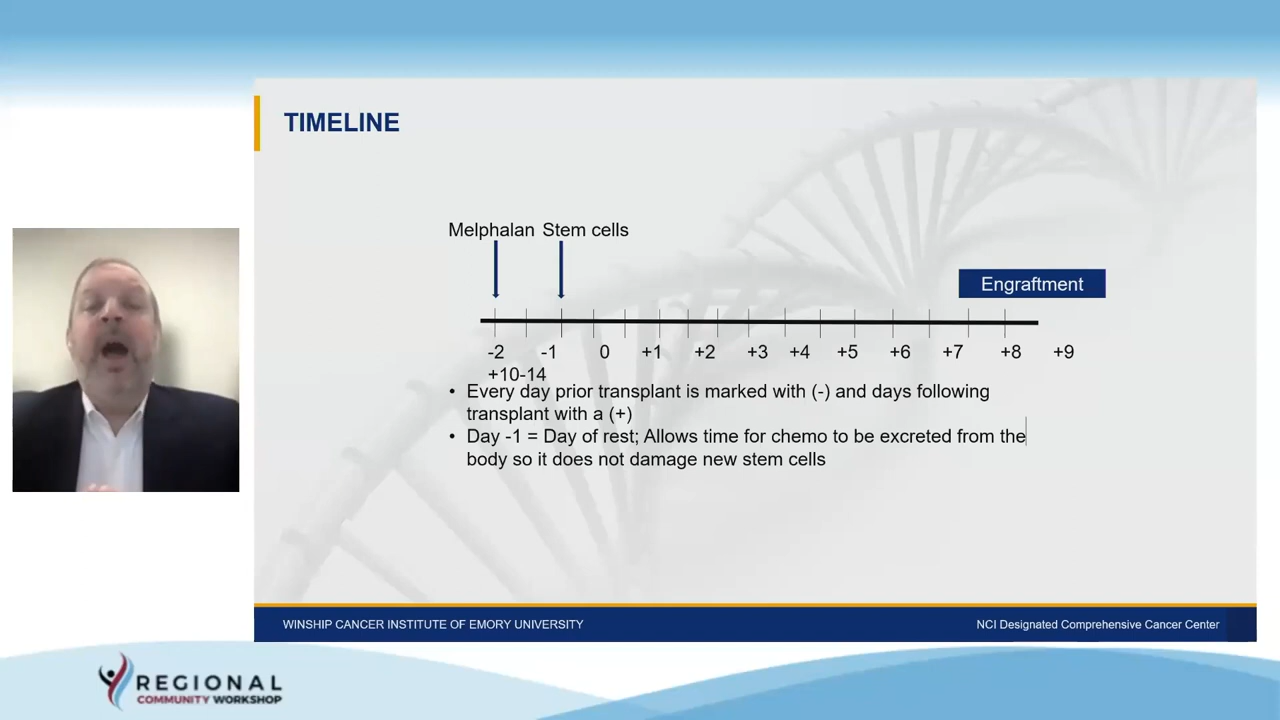 TIMELINE
Melphalan Stem cells
Engraftment
-2 -1 0 +1 +2 +3 +4 +5 +6 +7 +8 +9
+10-14
• Every day prior transplant is marked with (-) and days following
transplant with a (+)
• Day -1 = Day of rest; Allows time for chemo to be excreted from the
body so it does not damage new stem cells
WINSHIP CANCER INSTITUTE OF EMORY UNIVERSITY
NCI Designated Comprehensive Cancer Center
REGIONAL
COMMUNITY WORKSHOP